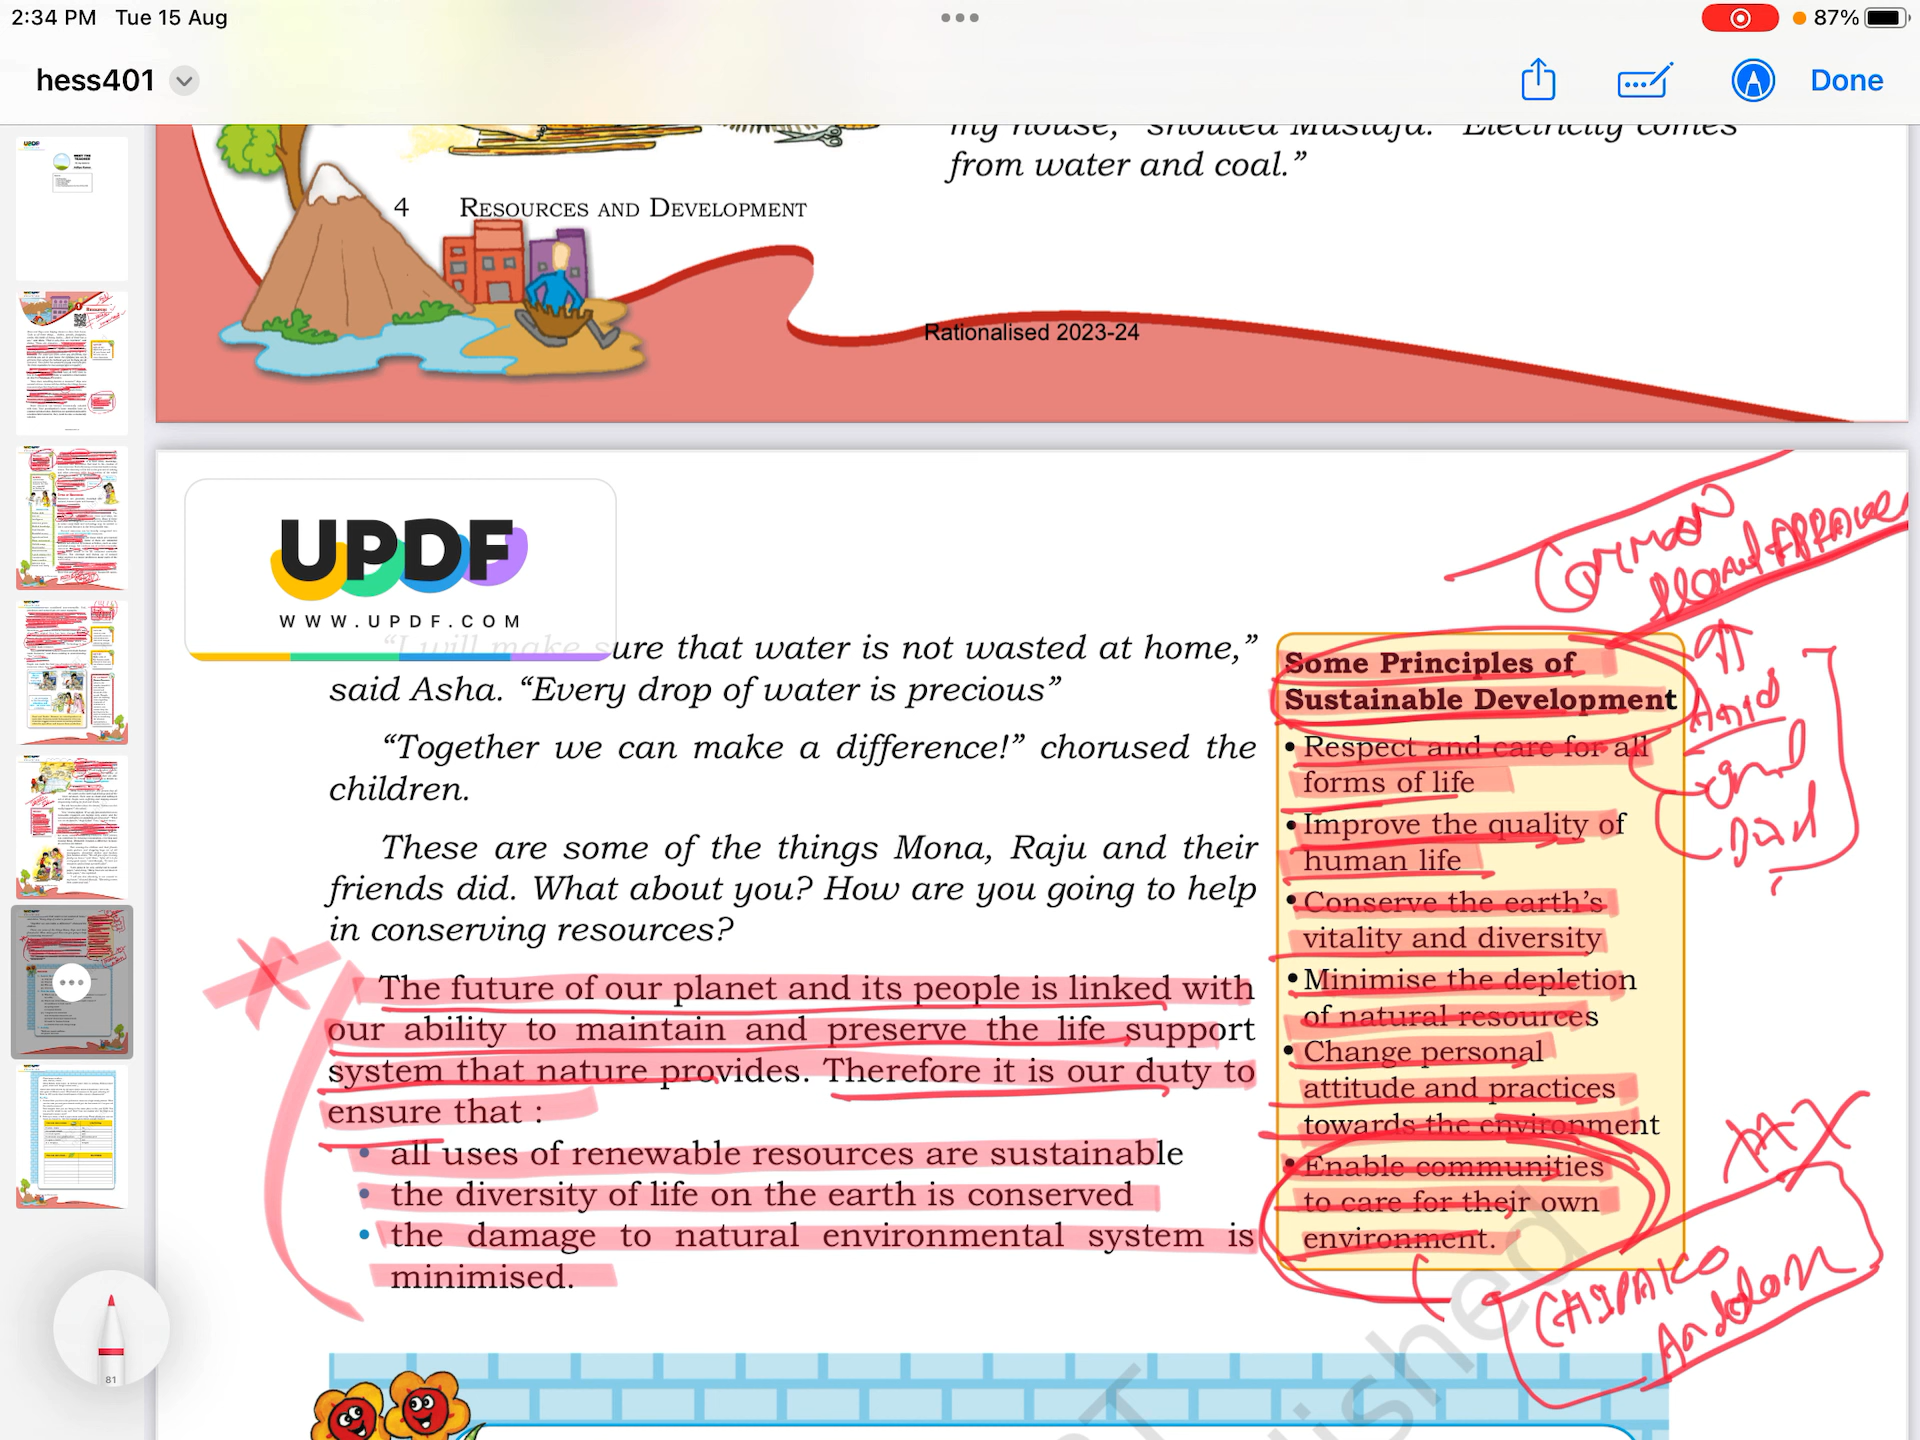 2:34 PM Tue 15 Aug
87%
hess401
Done
my house," shouted Mustafa. "Electricity comes
from water and coal."
4 RESOURCES AND DEVELOPMENT
Rationalised 2023-24
UPDF
WWW.UPDF.COM
"I will make sure that water is not wasted at home,"
said Asha. "Every drop of water is precious"
"Together we can make a difference!" chorused the
children.
These are some of the things Mona, Raju and their
friends did. What about you? How are you going to help
in conserving resources?
The future of our planet and its people is linked with
our ability to maintain and preserve the life support
system that nature provides. Therefore it is our duty to
ensure that :
• all uses of renewable resources are sustainable
• the diversity of life on the earth is conserved
• the damage to natural environmental system is
minimised.
Some Principles of
Sustainable Development
• Respect and care for all
forms of life
• Improve the quality of
human life
• Conserve the earth's
vitality and diversity
• Minimise the depletion
of natural resources
• Change personal
attitude and practices
towards the environment
• Enable communities
to care for their own
environment.
CHIPAKO
Andolan
81